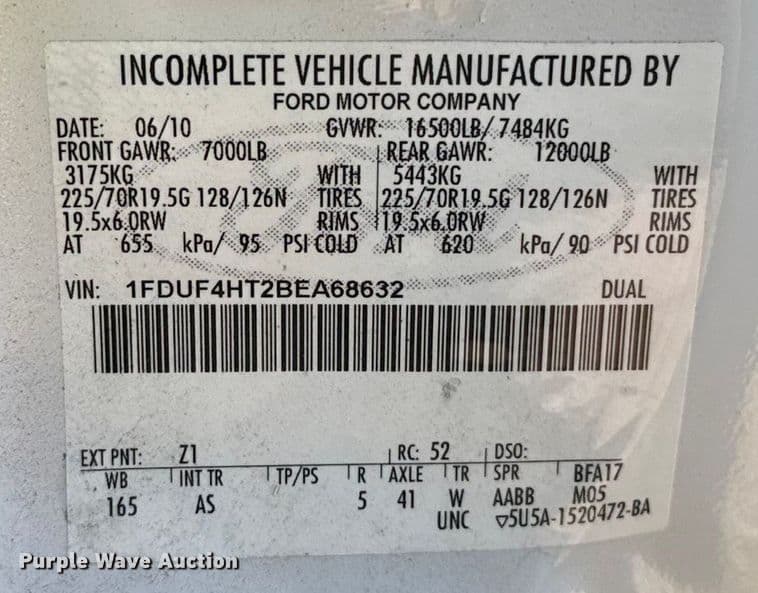 INCOMPLETE VEHICLE MANUFACTURED BY
FORD MOTOR COMPANY
DATE: 06/10 GVWR: 16500LB/ 7484KG
FRONT GAWR: 7000LB REAR GAWR: 12000LB
3175KG WITH 5443KG WITH
225/70R19.5G 128/126N TIRES 225/70R19.5G 128/126N TIRES
19.5x6.0RW RIMS 19.5x6.0RW RIMS
AT 655 kPa/ 95 PSI COLD AT 620 kPa/ 90 PSI COLD
VIN: 1FDUF4HT2BEA68632 DUAL
EXT PNT: Z1 RC: 52 DSO:
WB INT TR TP/PS R AXLE TR SPR BFA17
165 AS 5 41 W AABB M05
UNC ▽5U5A-1520472-BA
Purple Wave Auction